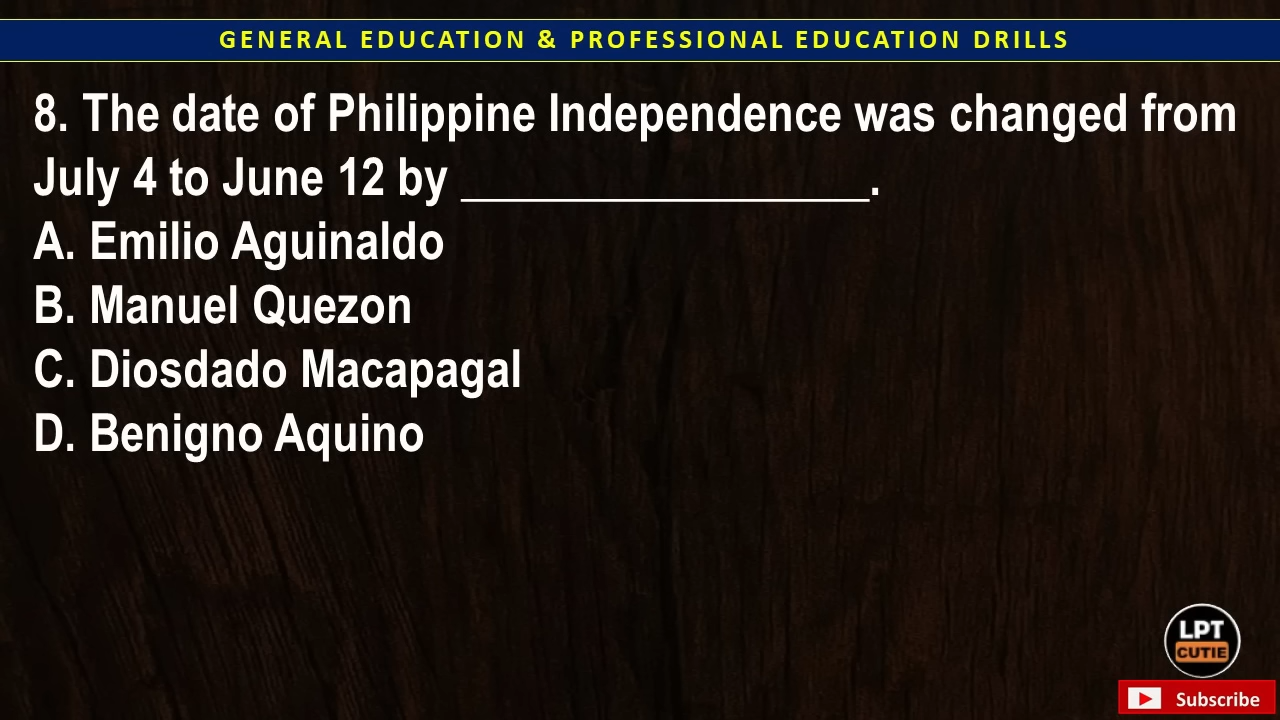 GENERAL EDUCATION & PROFESSIONAL EDUCATION DRILLS
8. The date of Philippine Independence was changed from
July 4 to June 12 by _________________.
A. Emilio Aguinaldo
B. Manuel Quezon
C. Diosdado Macapagal
D. Benigno Aquino
LPT
CUTIE
Subscribe